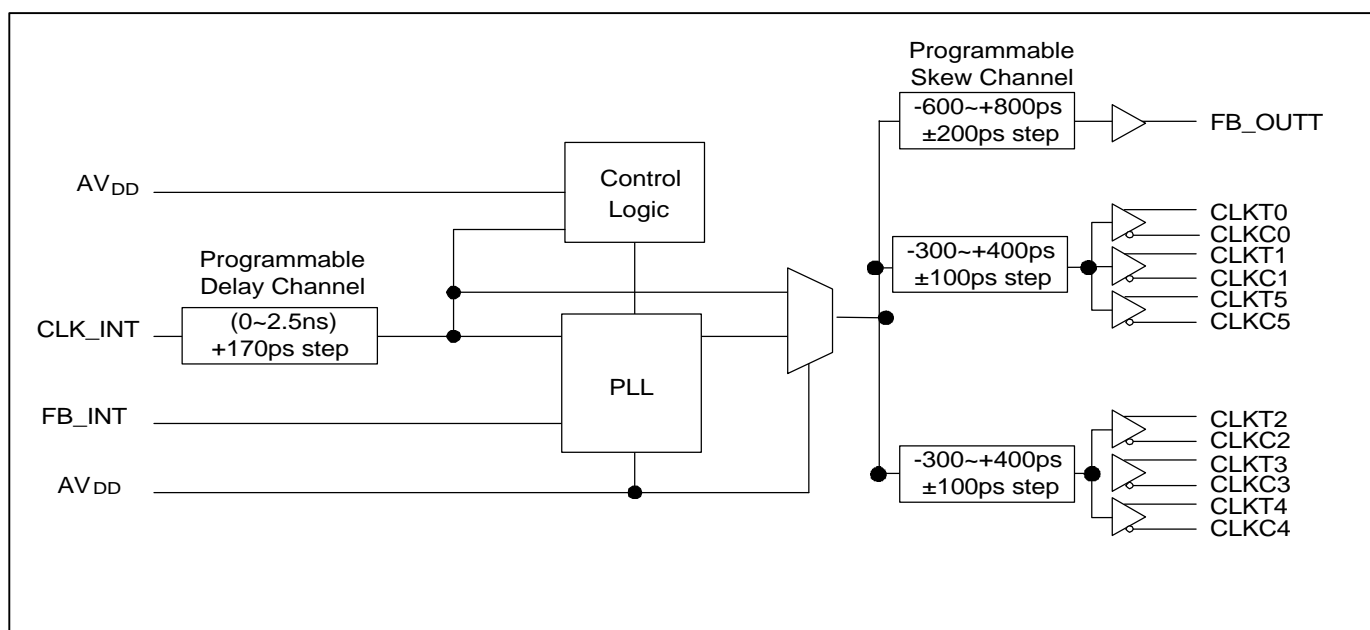 Programmable
Skew Channel
-600~+800ps
±200ps step
FB_OUTT
AVDD
Control
Logic
CLKT0
CLKC0
CLKT1
CLKC1
CLKT5
CLKC5
-300~+400ps
±100ps step
Programmable
Delay Channel
CLK_INT
(0~2.5ns)
+170ps step
PLL
FB_INT
AVDD
-300~+400ps
±100ps step
CLKT2
CLKC2
CLKT3
CLKC3
CLKT4
CLKC4